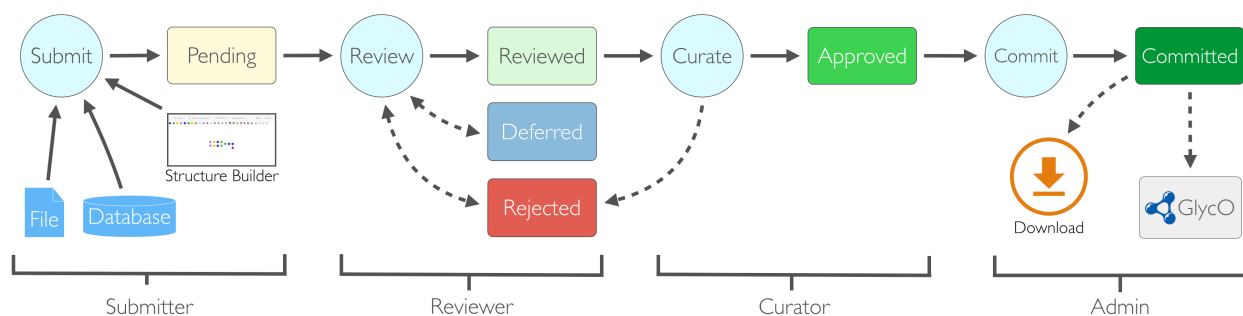 Submit
Pending
Review
Reviewed
Curate
Approved
Commit
Committed
Deferred
Structure Builder
File
Database
Rejected
GlycO
Download
Submitter
Reviewer
Curator
Admin